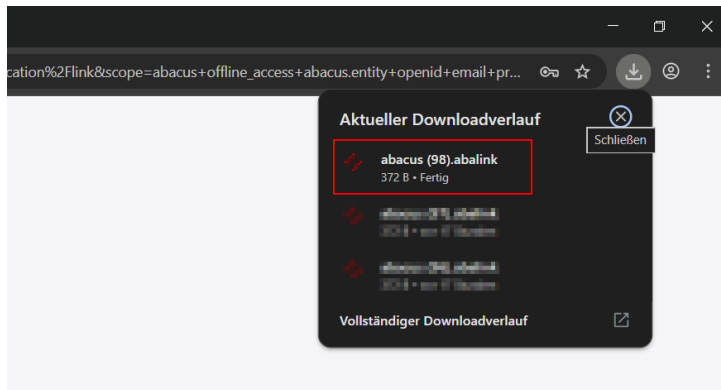 cation%2Flink&scope=abacus+offline_access+abacus.entity+openid+email+pr...
Aktueller Downloadverlauf
Schließen
abacus (98).abalink
372 B • Fertig
Vollständiger Downloadverlauf